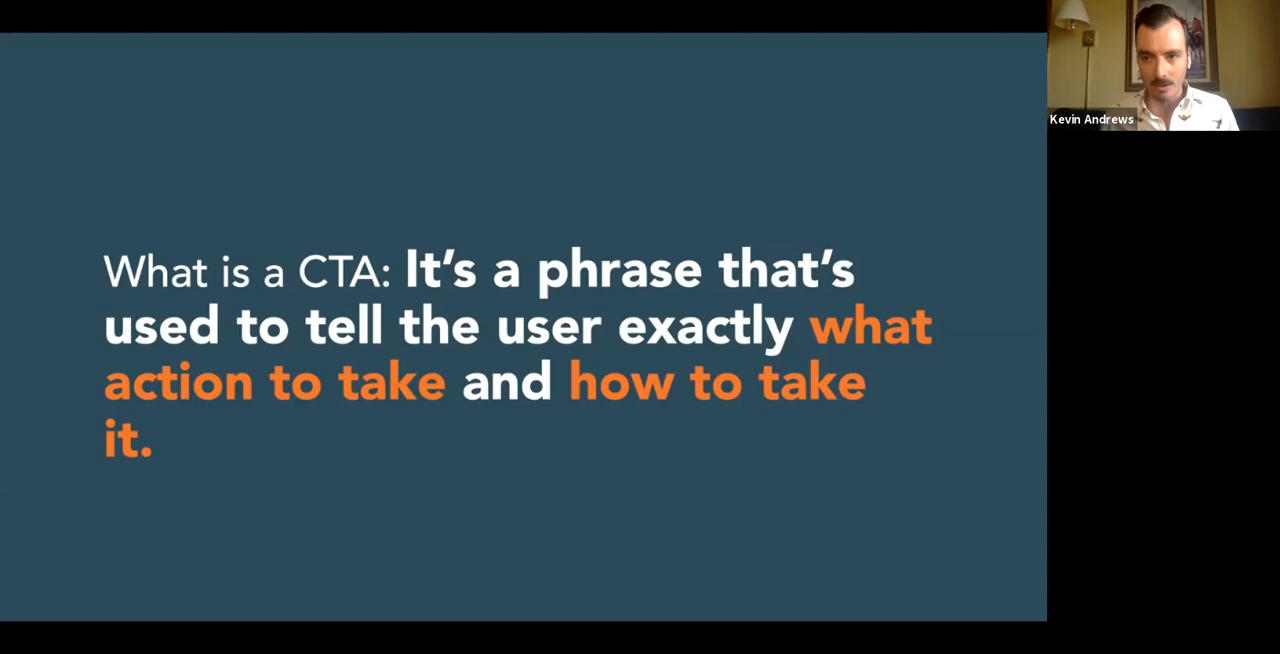 What is a CTA: It’s a phrase that’s
used to tell the user exactly what
action to take and how to take
it.
Kevin Andrews